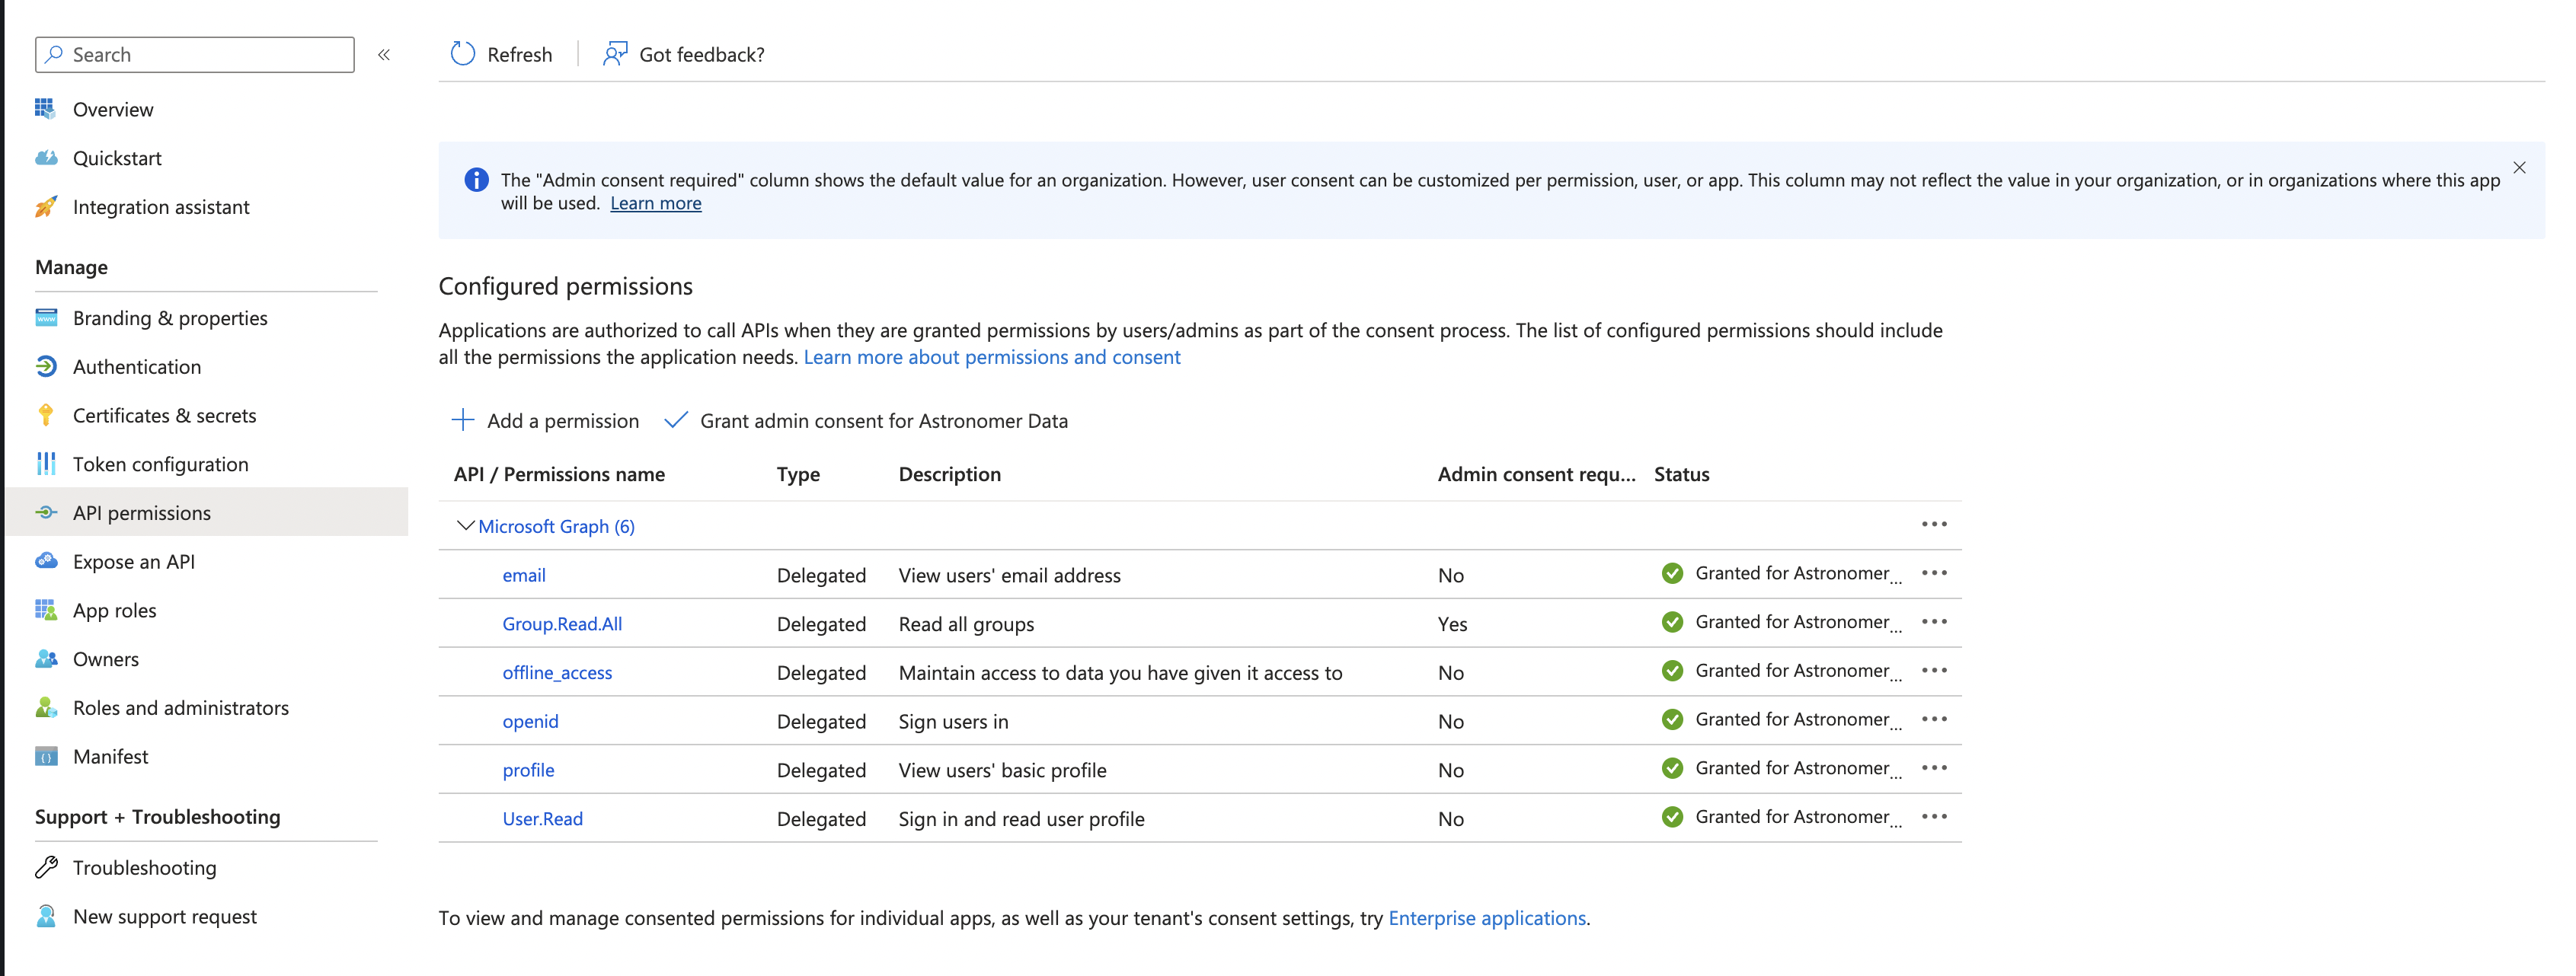 Search
«
Refresh
Got feedback?
Overview
Quickstart
Integration assistant
Manage
Branding & properties
Authentication
Certificates & secrets
Token configuration
API permissions
Expose an API
App roles
Owners
Roles and administrators
Manifest
Support + Troubleshooting
Troubleshooting
New support request
The "Admin consent required" column shows the default value for an organization. However, user consent can be customized per permission, user, or app. This column may not reflect the value in your organization, or in organizations where this app
will be used. Learn more
Configured permissions
Applications are authorized to call APIs when they are granted permissions by users/admins as part of the consent process. The list of configured permissions should include
all the permissions the application needs. Learn more about permissions and consent
Add a permission Grant admin consent for Astronomer Data
API / Permissions name Type Description Admin consent requ... Status
Microsoft Graph (6) ...
email Delegated View users' email address No Granted for Astronomer... ...
Group.Read.All Delegated Read all groups Yes Granted for Astronomer... ...
offline_access Delegated Maintain access to data you have given it access to No Granted for Astronomer... ...
openid Delegated Sign users in No Granted for Astronomer... ...
profile Delegated View users' basic profile No Granted for Astronomer... ...
User.Read Delegated Sign in and read user profile No Granted for Astronomer... ...
To view and manage consented permissions for individual apps, as well as your tenant's consent settings, try Enterprise applications.